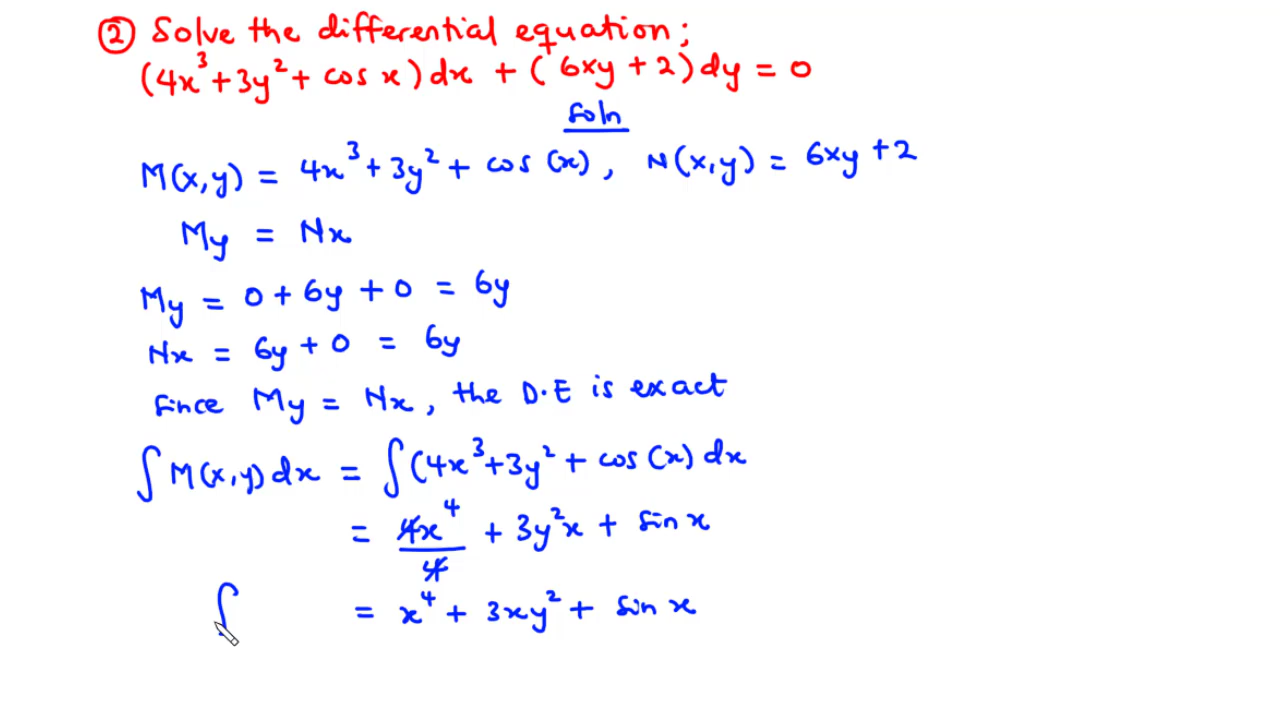 ② Solve the differential equation;
(4x³+3y²+ cos x) dx + ( 6xy + 2) dy = 0
Soln
M(x,y) = 4x³ + 3y² + cos (x) , N(x,y) = 6xy + 2
My = Nx
My = 0 + 6y + 0 = 6y
Nx = 6y + 0 = 6y
Since My = Nx, the D.E is exact
∫ M(x,y) dx = ∫ (4x³+3y² + cos (x) dx
= 4x⁴/4 + 3y²x + sin x
∫ = x⁴ + 3xy² + sin x